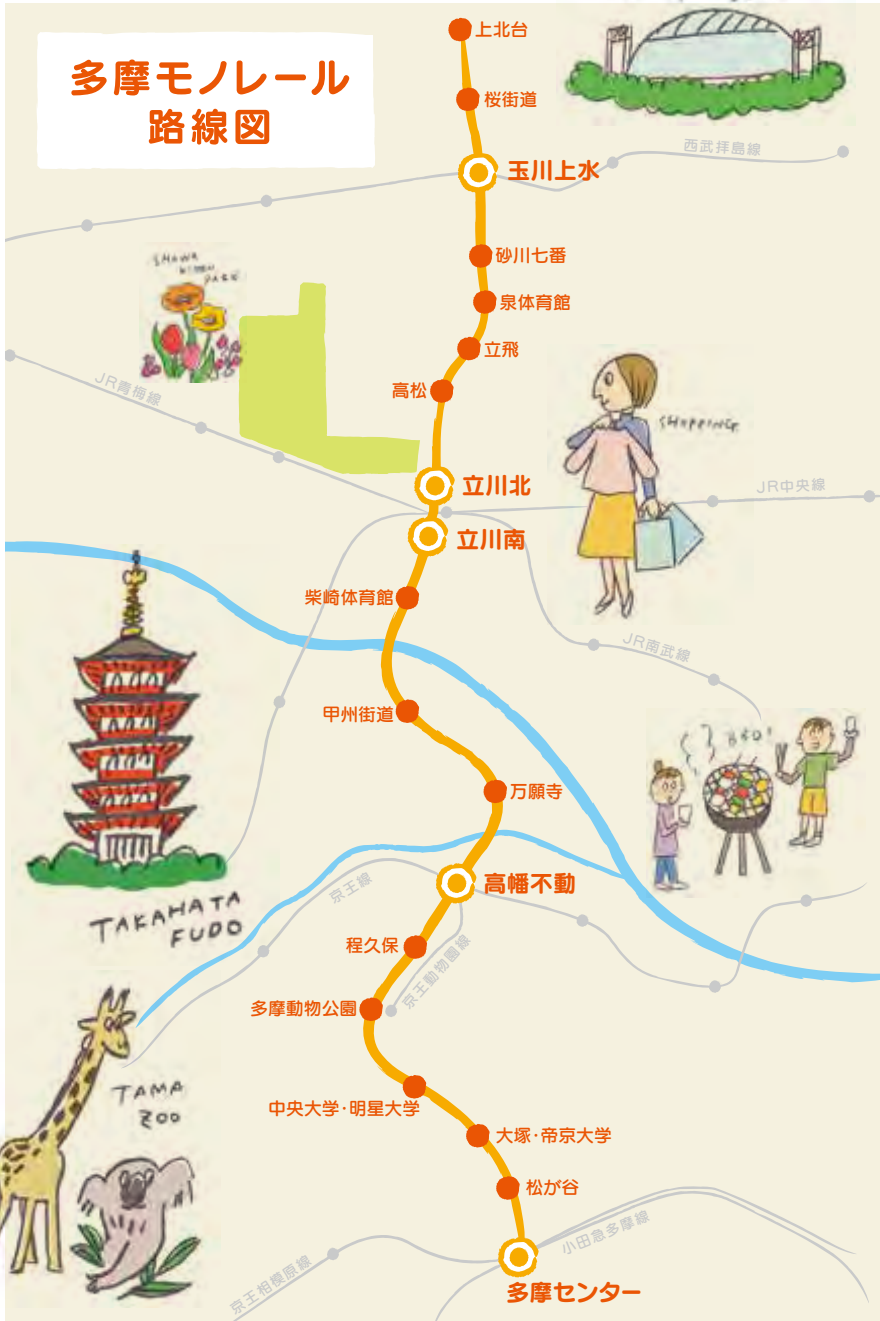 多摩モノレール
路線図
上北台
桜街道
西武拝島線
玉川上水
砂川七番
SHOWA
KINEN
PARK
泉体育館
立飛
JR青梅線
高松
SHOPPING
立川北
JR中央線
立川南
柴崎体育館
JR南武線
甲州街道
BBQ!
万願寺
京王線
高幡不動
TAKAHATA
FUDO
程久保
京王動物園線
多摩動物公園
TAMA
ZOO
中央大学・明星大学
大塚・帝京大学
松が谷
小田急多摩線
京王相模原線
多摩センター